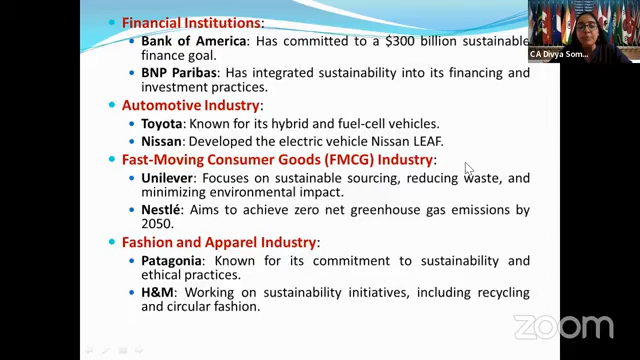 Financial Institutions:
Bank of America: Has committed to a $300 billion sustainable
finance goal.
BNP Paribas: Has integrated sustainability into its financing and
investment practices.
Automotive Industry:
Toyota: Known for its hybrid and fuel-cell vehicles.
Nissan: Developed the electric vehicle Nissan LEAF.
Fast-Moving Consumer Goods (FMCG) Industry:
Unilever: Focuses on sustainable sourcing, reducing waste, and
minimizing environmental impact.
Nestlé: Aims to achieve zero net greenhouse gas emissions by
2050.
Fashion and Apparel Industry:
Patagonia: Known for its commitment to sustainability and
ethical practices.
H&M: Working on sustainability initiatives, including recycling
and circular fashion.
CA Divya Som...
zoom